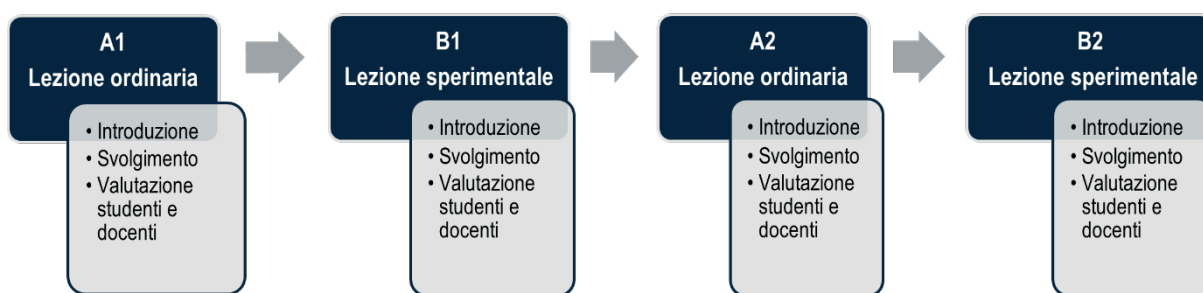 A1
Lezione ordinaria
• Introduzione
• Svolgimento
• Valutazione
studenti e
docenti
B1
Lezione sperimentale
• Introduzione
• Svolgimento
• Valutazione
studenti e
docenti
A2
Lezione ordinaria
• Introduzione
• Svolgimento
• Valutazione
studenti e
docenti
B2
Lezione sperimentale
• Introduzione
• Svolgimento
• Valutazione
studenti e
docenti